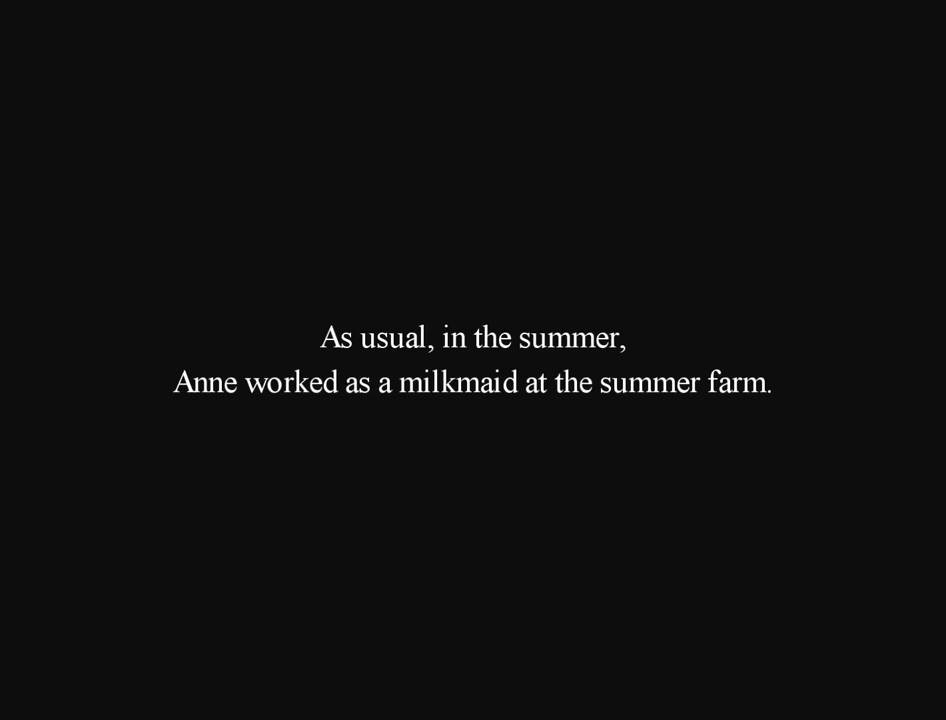 As usual, in the summer,
Anne worked as a milkmaid at the summer farm.